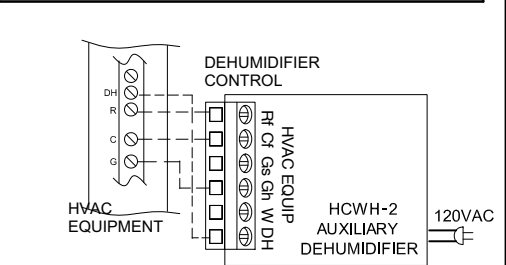 DEHUMIDIFIER
CONTROL
DH
R
C
G
HVAC
EQUIPMENT
Rf Cf Gs Gh W DH
HVAC EQUIP
HCWH-2
AUXILIARY
DEHUMIDIFIER
120VAC